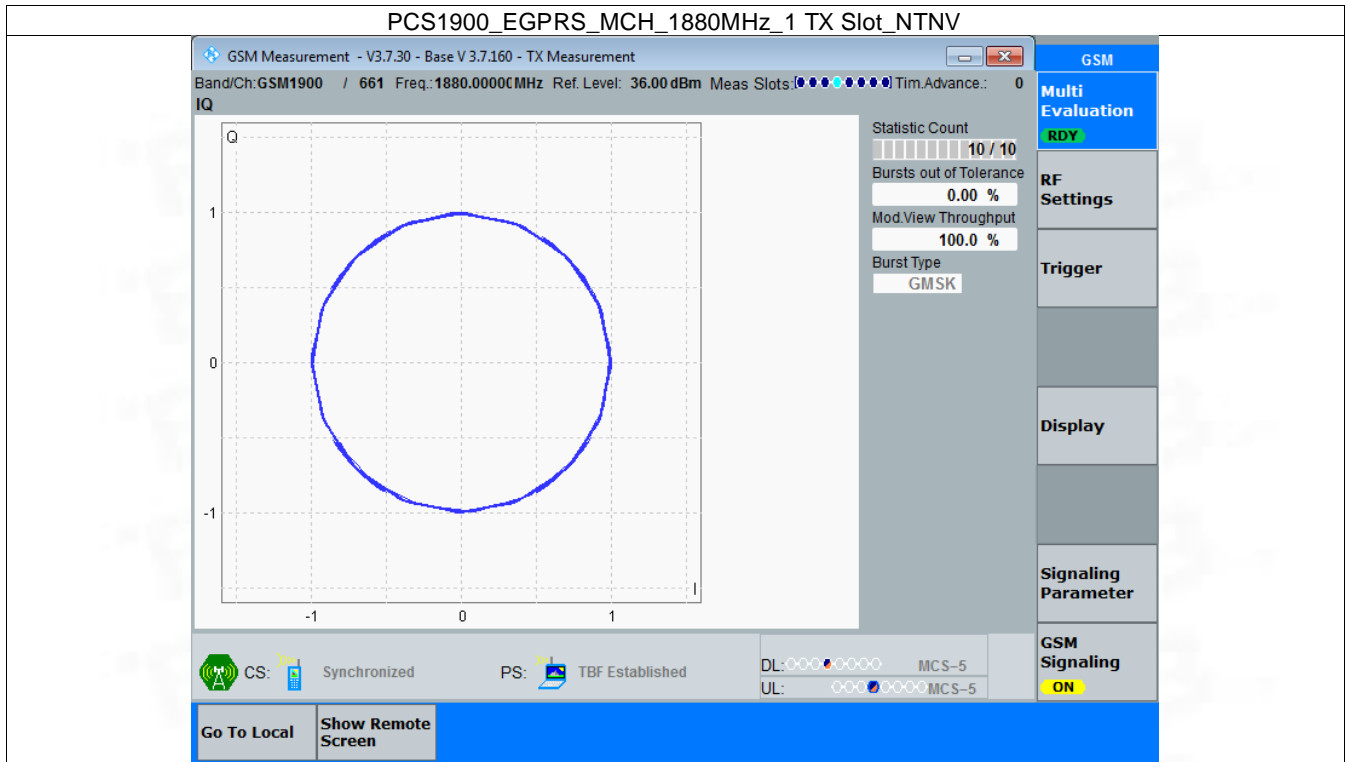 PCS1900_EGPRS_MCH_1880MHz_1 TX Slot_NTNV
GSM Measurement - V3.7.30 - Base V 3.7.160 - TX Measurement
GSM
Band/Ch:GSM1900 / 661 Freq.:1880.00000MHz Ref. Level: 36.00 dBm Meas Slots: Tim.Advance.: 0
IQ
Multi
Evaluation
RDY
Q
Statistic Count
10 / 10
Bursts out of Tolerance
0.00 %
Mod.View Throughput
100.0 %
Burst Type
GMSK
RF
Settings
Trigger
Display
Signaling
Parameter
GSM
Signaling
ON
1
0
-1
I
-1 0 1
CS: Synchronized PS: TBF Established DL: MCS-5
UL: MCS-5
Go To Local
Show Remote
Screen